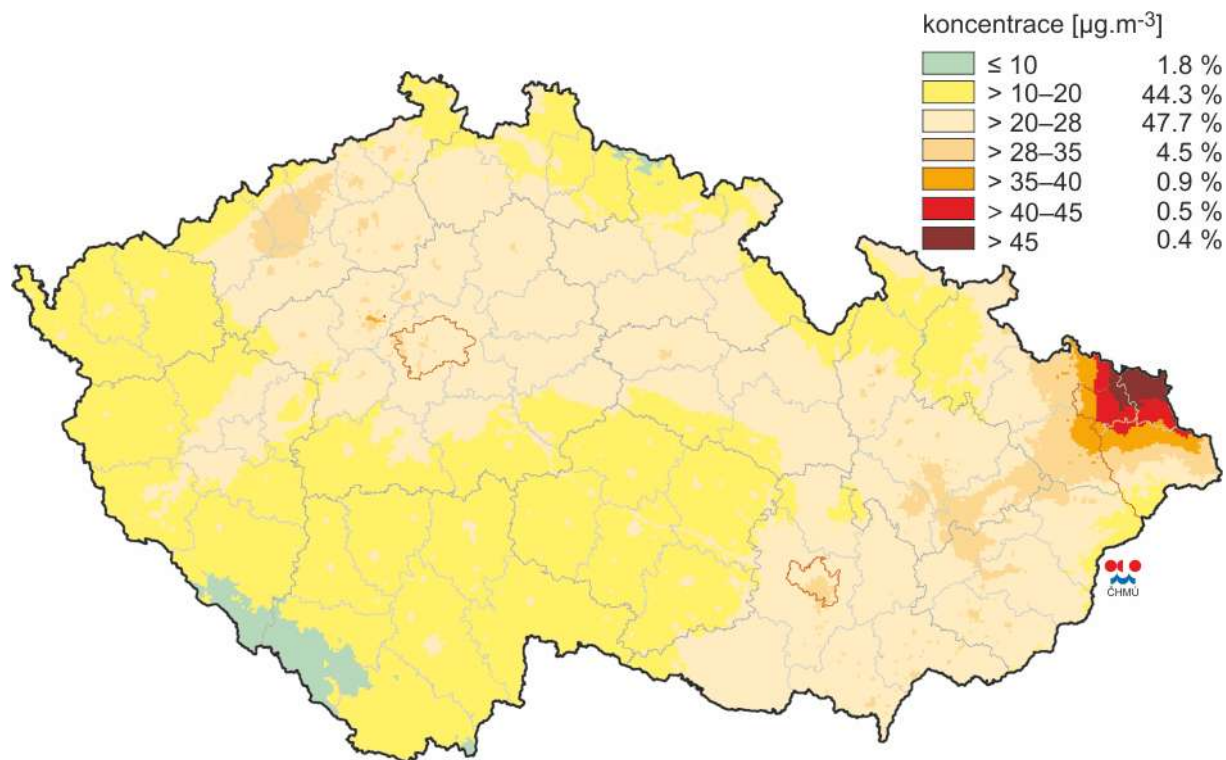 koncentrace [µg.m-3]
≤ 10 1.8 %
> 10–20 44.3 %
> 20–28 47.7 %
> 28–35 4.5 %
> 35–40 0.9 %
> 40–45 0.5 %
> 45 0.4 %
ČHMÚ